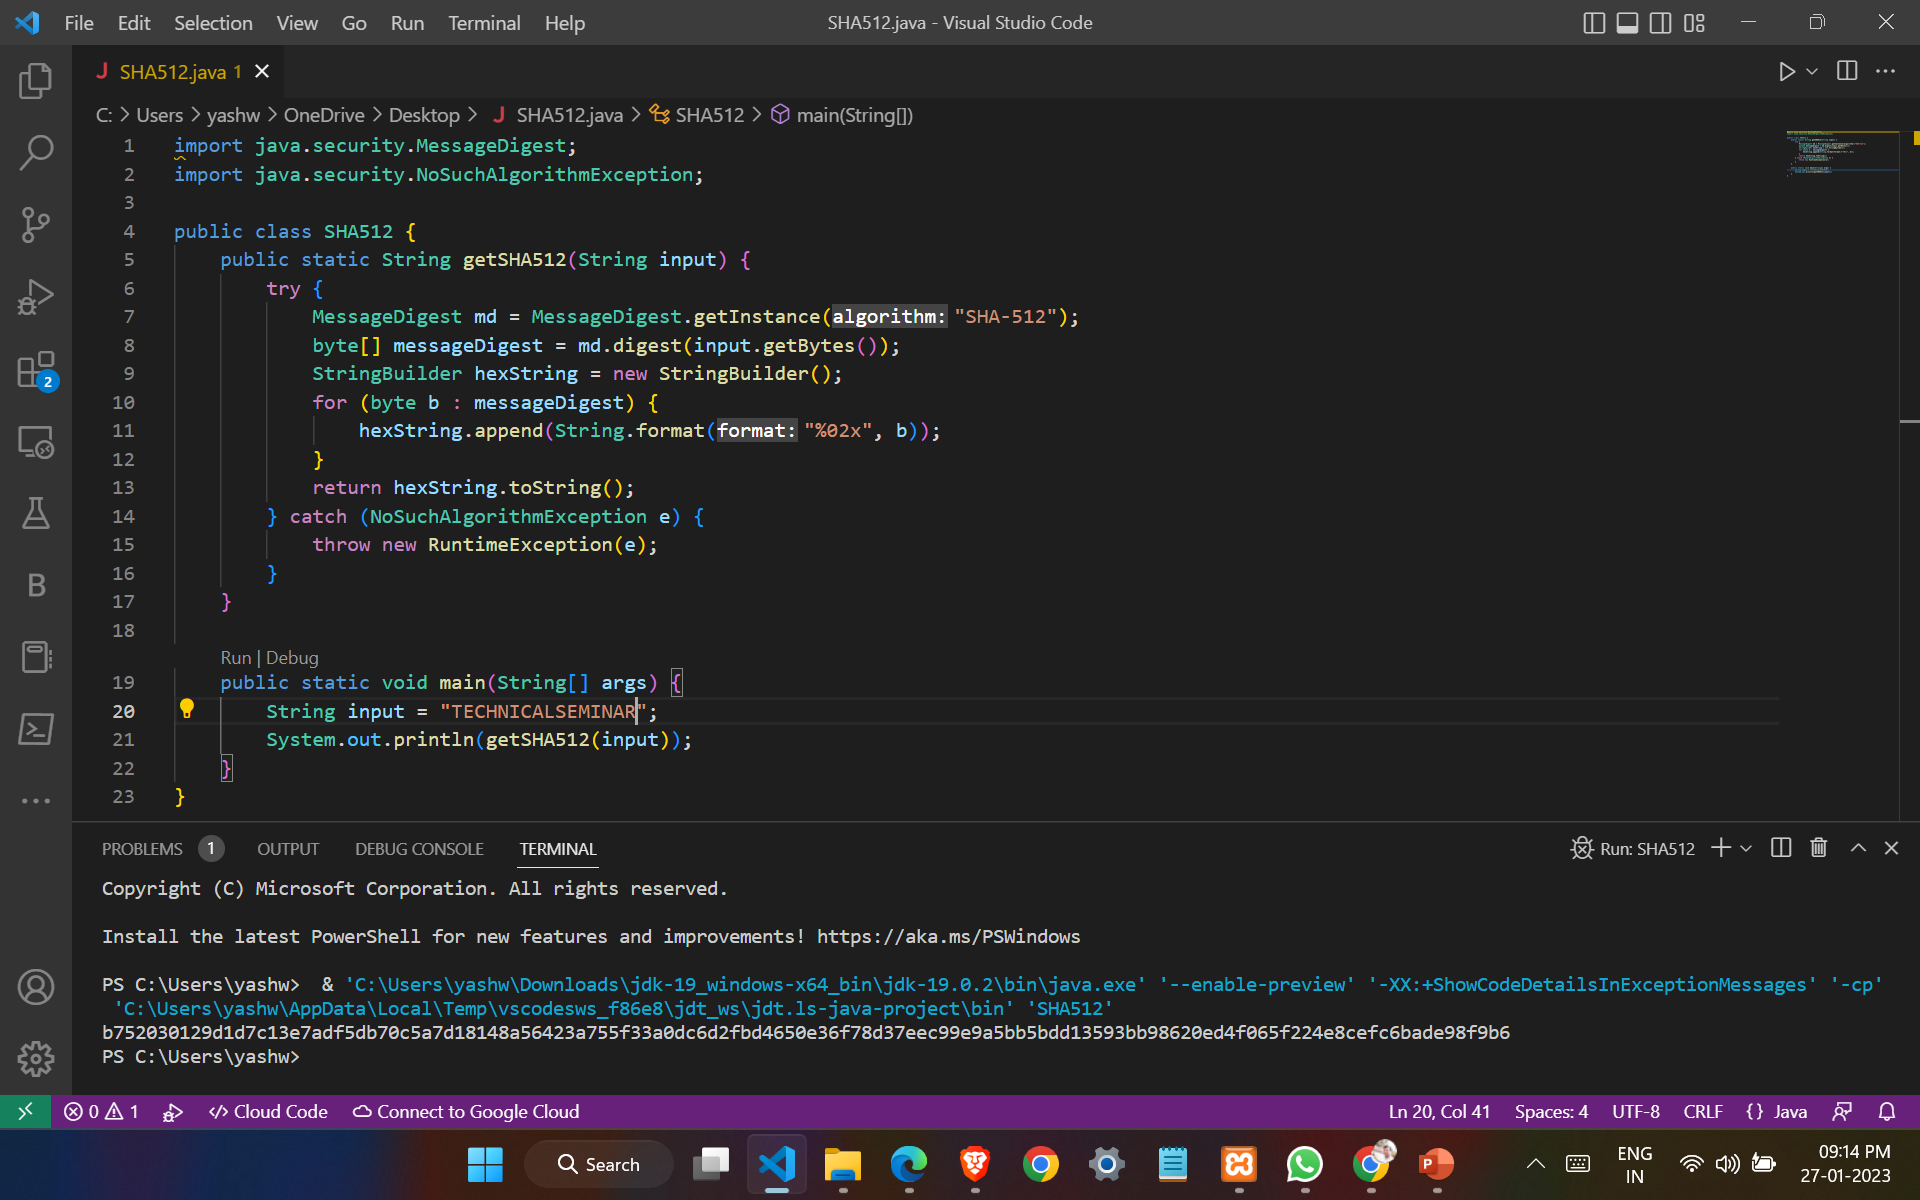 File Edit Selection View Go Run Terminal Help SHA512.java - Visual Studio Code
SHA512.java 1
C: > Users > yashw > OneDrive > Desktop > J SHA512.java > SHA512 > main(String[])
1 import java.security.MessageDigest;
2 import java.security.NoSuchAlgorithmException;
3
4 public class SHA512 {
5 public static String getSHA512(String input) {
6 try {
7 MessageDigest md = MessageDigest.getInstance(algorithm: "SHA-512");
8 byte[] messageDigest = md.digest(input.getBytes());
9 StringBuilder hexString = new StringBuilder();
10 for (byte b : messageDigest) {
11 hexString.append(String.format(format: "%02x", b));
12 }
13 return hexString.toString();
14 } catch (NoSuchAlgorithmException e) {
15 throw new RuntimeException(e);
16 }
17 }
18
Run | Debug
19 public static void main(String[] args) {
20 String input = "TECHNICALSEMINAR";
21 System.out.println(getSHA512(input));
22 }
23 }
2
B
PROBLEMS 1 OUTPUT DEBUG CONSOLE TERMINAL Run: SHA512
Copyright (C) Microsoft Corporation. All rights reserved.
Install the latest PowerShell for new features and improvements! https://aka.ms/PSWindows
PS C:\Users\yashw> & 'C:\Users\yashw\Downloads\jdk-19_windows-x64_bin\jdk-19.0.2\bin\java.exe' '--enable-preview' '-XX:+ShowCodeDetailsInExceptionMessages' '-cp'
'C:\Users\yashw\AppData\Local\Temp\vscodesws_f86e8\jdt_ws\jdt.ls-java-project\bin' 'SHA512'
b752030129d1d7c13e7adf5db70c5a7d18148a56423a755f33a0dc6d2fbd4650e36f78d37eec99e9a5bb5bdd13593bb98620ed4f065f224e8cefc6bade98f9b6
PS C:\Users\yashw>
0 1 Cloud Code Connect to Google Cloud Ln 20, Col 41 Spaces: 4 UTF-8 CRLF {} Java
Search
ENG
IN
09:14 PM
27-01-2023